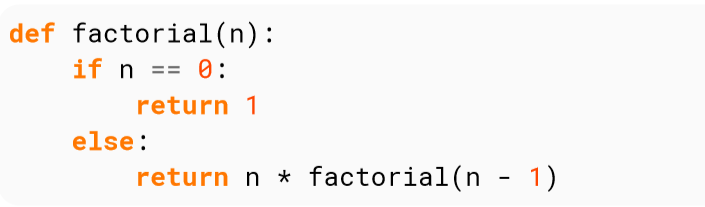 def factorial(n):
    if n == 0:
        return 1
    else:
        return n * factorial(n - 1)